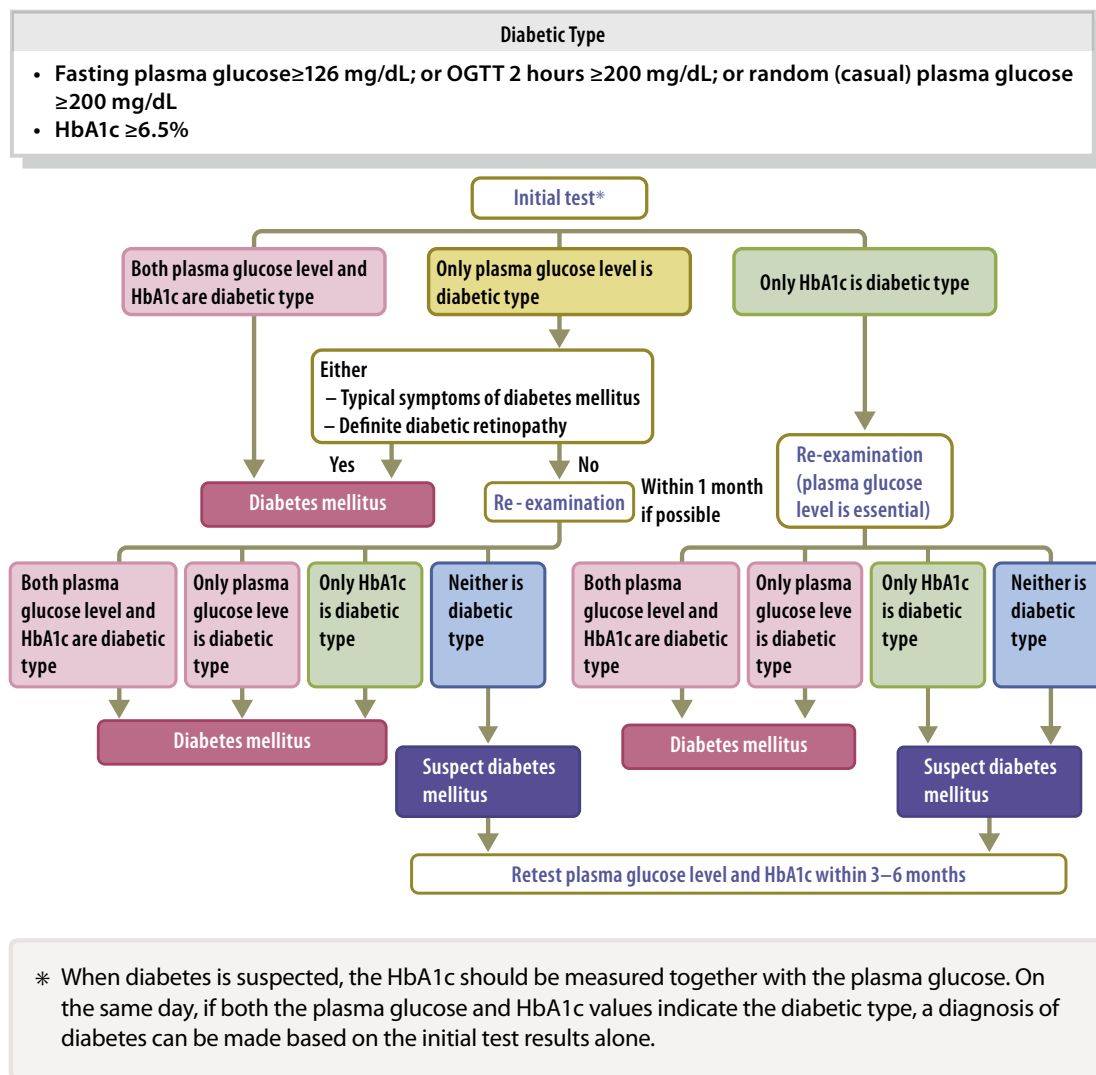 Diabetic Type
• Fasting plasma glucose≥126 mg/dL; or OGTT 2 hours ≥200 mg/dL; or random (casual) plasma glucose
≥200 mg/dL
• HbA1c ≥6.5%
Initial test*
Both plasma glucose level and
HbA1c are diabetic type
Only plasma glucose level is
diabetic type
Only HbA1c is diabetic type
Either
– Typical symptoms of diabetes mellitus
– Definite diabetic retinopathy
Yes
No
Diabetes mellitus
Re - examination
Within 1 month
if possible
Re-examination
(plasma glucose
level is essential)
Both plasma
glucose level and
HbA1c are diabetic
type
Only plasma
glucose leve
is diabetic
type
Only HbA1c
is diabetic
type
Neither is
diabetic
type
Both plasma
glucose level and
HbA1c are diabetic
type
Only plasma
glucose leve
is diabetic
type
Only HbA1c
is diabetic
type
Neither is
diabetic
type
Diabetes mellitus
Suspect diabetes
mellitus
Diabetes mellitus
Suspect diabetes
mellitus
Retest plasma glucose level and HbA1c within 3–6 months
* When diabetes is suspected, the HbA1c should be measured together with the plasma glucose. On
the same day, if both the plasma glucose and HbA1c values indicate the diabetic type, a diagnosis of
diabetes can be made based on the initial test results alone.